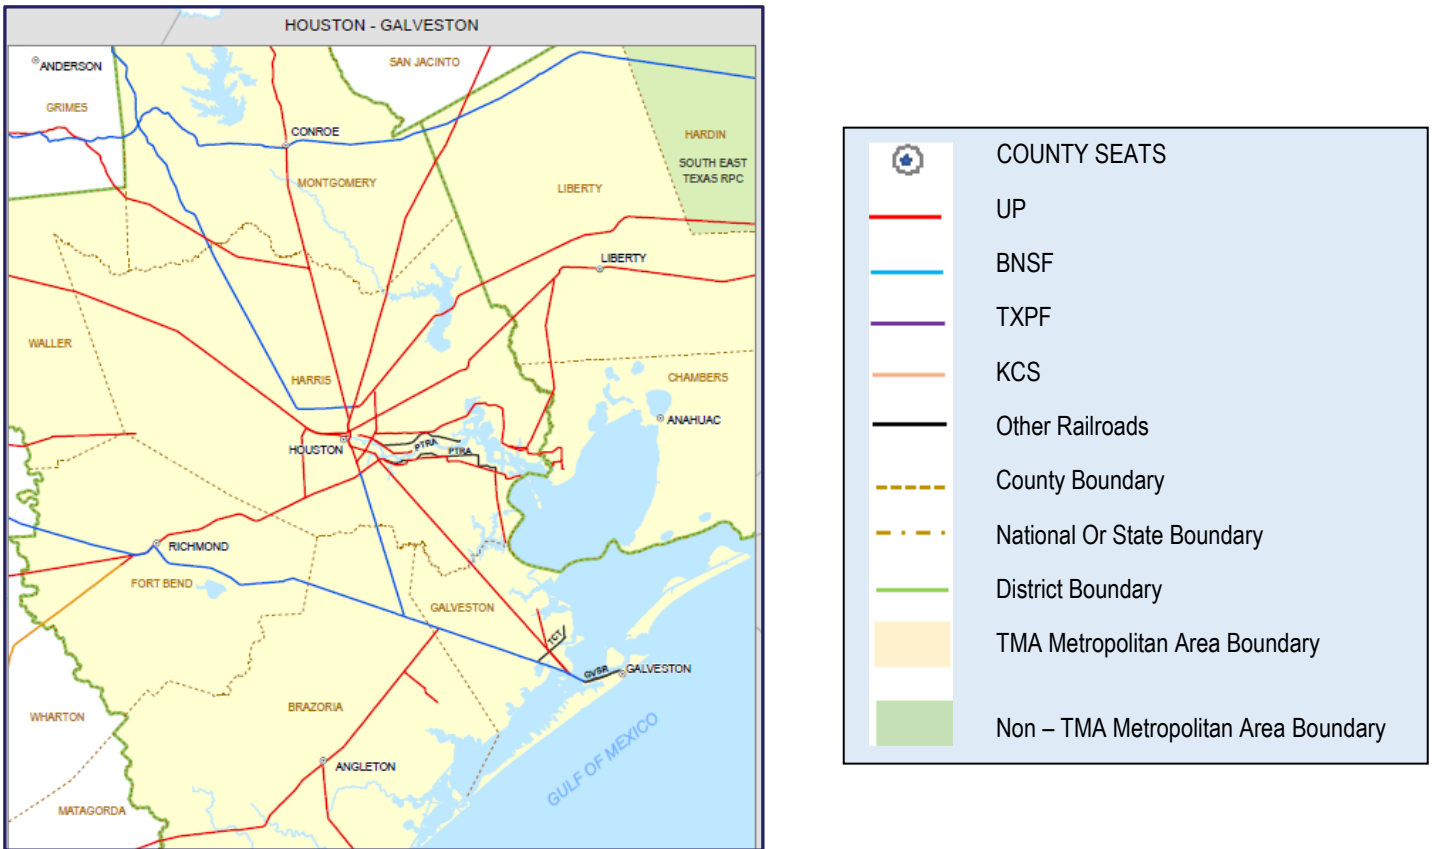 HOUSTON - GALVESTON
ANDERSON
GRIMES
SAN JACINTO
CONROE
MONTGOMERY
HARDIN
SOUTH EAST
TEXAS RPC
LIBERTY
LIBERTY
WALLER
HARRIS
CHAMBERS
ANAHUAC
HOUSTON
PTRA
PTRA
RICHMOND
FORT BEND
GALVESTON
TCT
GVSR
GALVESTON
WHARTON
BRAZORIA
ANGLETON
GULF OF MEXICO
MATAGORDA
COUNTY SEATS
UP
BNSF
TXPF
KCS
Other Railroads
County Boundary
National Or State Boundary
District Boundary
TMA Metropolitan Area Boundary
Non – TMA Metropolitan Area Boundary